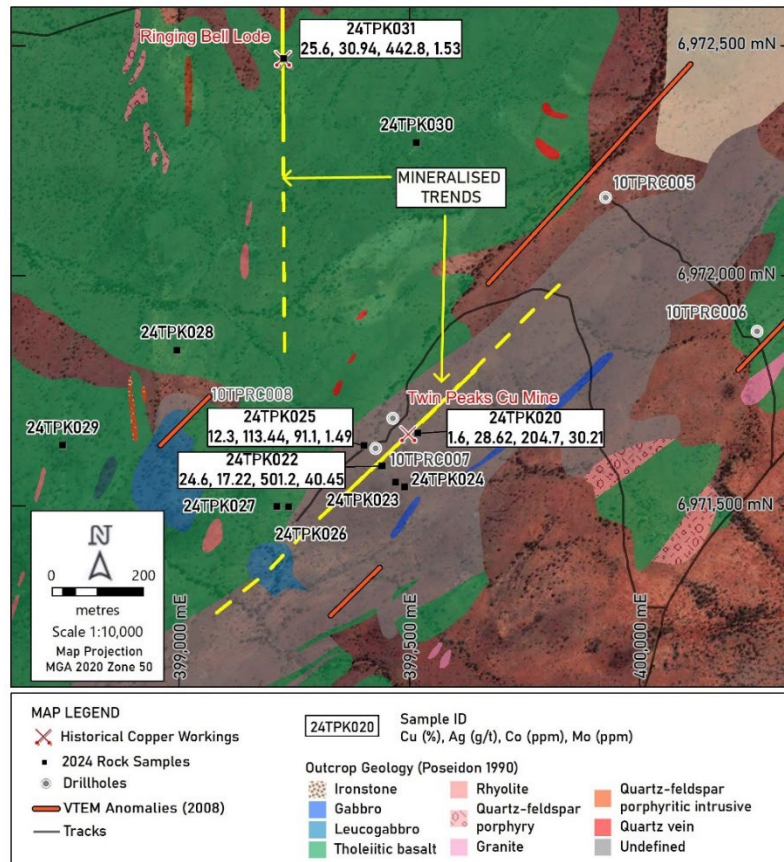 Ringing Bell Lode
24TPK031
25.6, 30.94, 442.8, 1.53
6,972,500 mN
24TPK030
MINERALISED
TRENDS
10TPRC005
6,972,000 mN
10TPRC006
24TPK028
10TPRC008
Twin Peaks Cu Mine
24TPK025
12.3, 113.44, 91.1, 1.49
24TPK020
1.6, 28.62, 204.7, 30.21
24TPK029
24TPK022
24.6, 17.22, 501.2, 40.45
10TPRC007
24TPK023
24TPK024
24TPK027
24TPK026
6,971,500 mN
N
0 200
metres
Scale 1:10,000
Map Projection
MGA 2020 Zone 50
399,000 mE
399,500 mE
400,000 mE
MAP LEGEND
Historical Copper Workings
2024 Rock Samples
Drillholes
VTEM Anomalies (2008)
Tracks
24TPK020
Sample ID
Cu (%), Ag (g/t), Co (ppm), Mo (ppm)
Outcrop Geology (Poseidon 1990)
Ironstone
Gabbro
Leucogabbro
Tholeiitic basalt
Rhyolite
Quartz-feldspar
porphyry
Granite
Quartz-feldspar
porphyritic intrusive
Quartz vein
Undefined